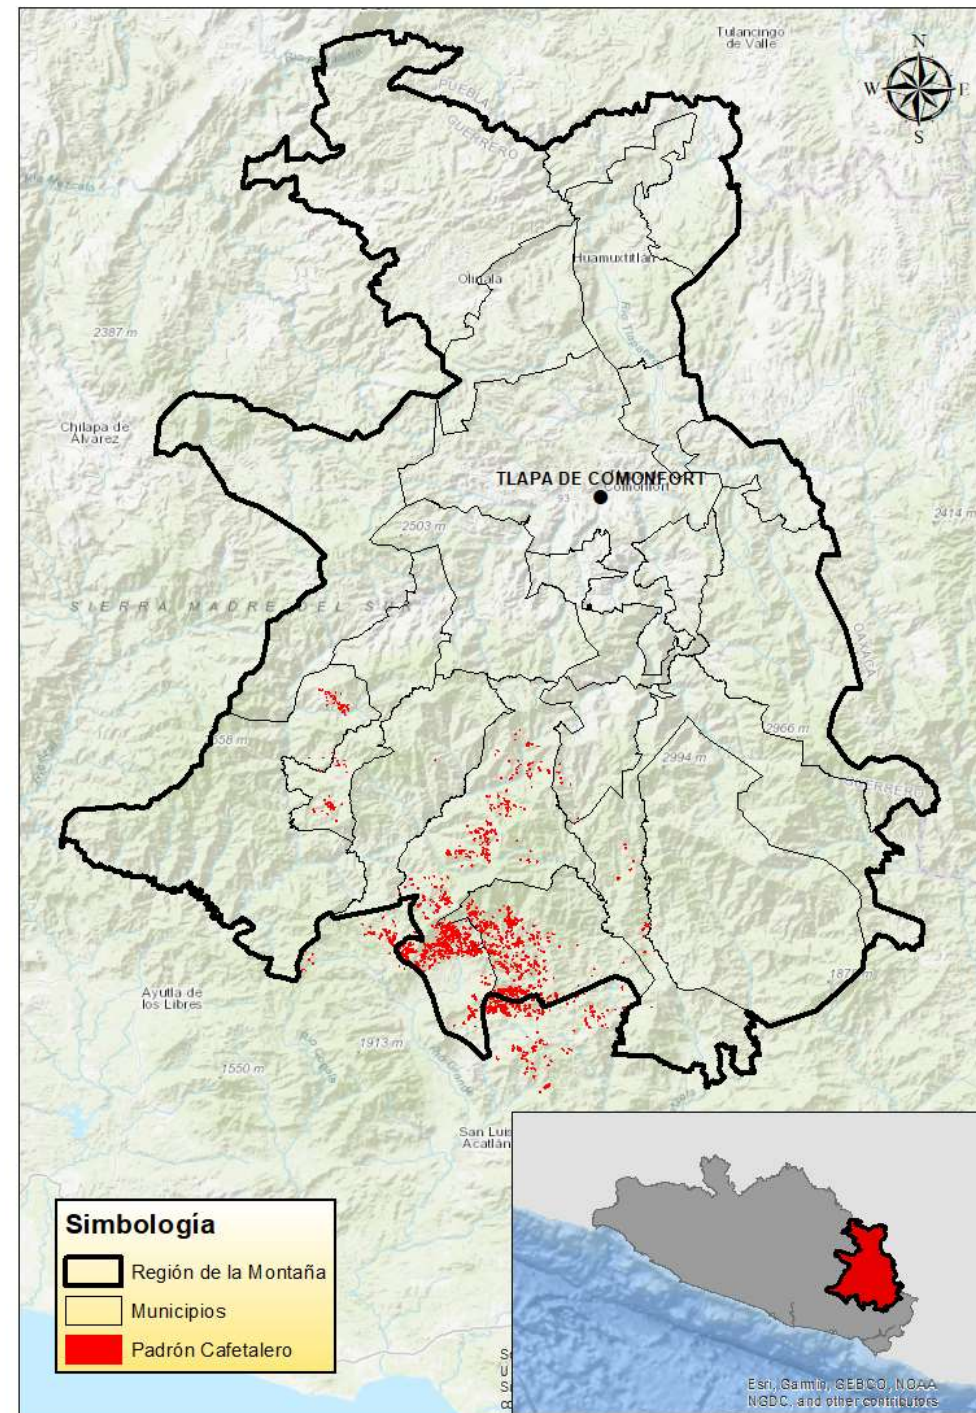 Tulancingo
de Valle
N
W
E
S
PUEBLA
GUERRERO
Huamuxtitlán
Olinalá
2387 m
Chilapa de
Álvarez
TLAPA DE COMONFORT
Comonfort
2503 m
2414 m
SIERRA MADRE DEL SUR
OAXACA
2966 m
2994 m
GUERRERO
Ayutla de
los Libres
1913 m
1550 m
San Luis
Acatlán
Simbología
Región de la Montaña
Municipios
Padrón Cafetalero
Esri, Garmin, GEBCO, NOAA
NGDC, and other contributors